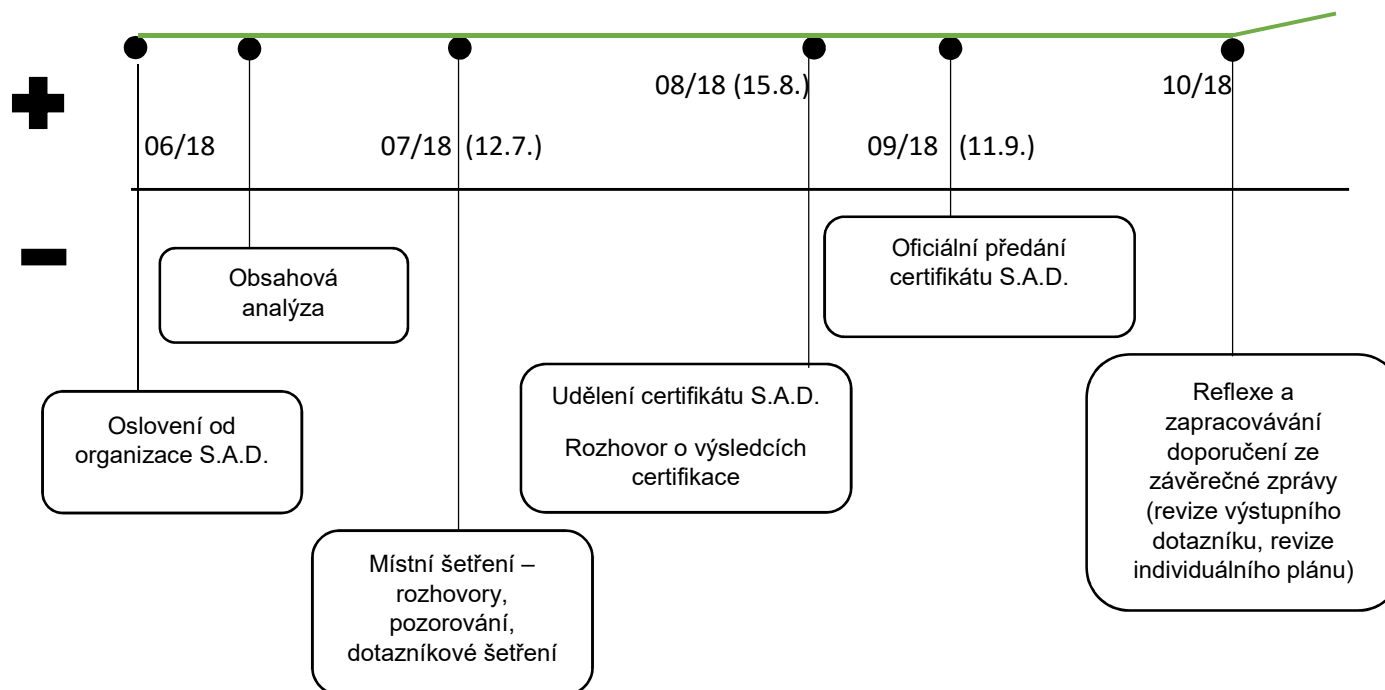 08/18 (15.8.)
10/18
06/18
07/18 (12.7.)
09/18 (11.9.)
Oficiální předání
certifikátu S.A.D.
Obsahová
analýza
Udělení certifikátu S.A.D.
Rozhovor o výsledcích
certifikace
Reflexe a
zapracovávání
doporučení ze
závěrečné zprávy
(revize výstupního
dotazníku, revize
individuálního plánu)
Oslovení od
organizace S.A.D.
Místní šetření –
rozhovory,
pozorování,
dotazníkové šetření